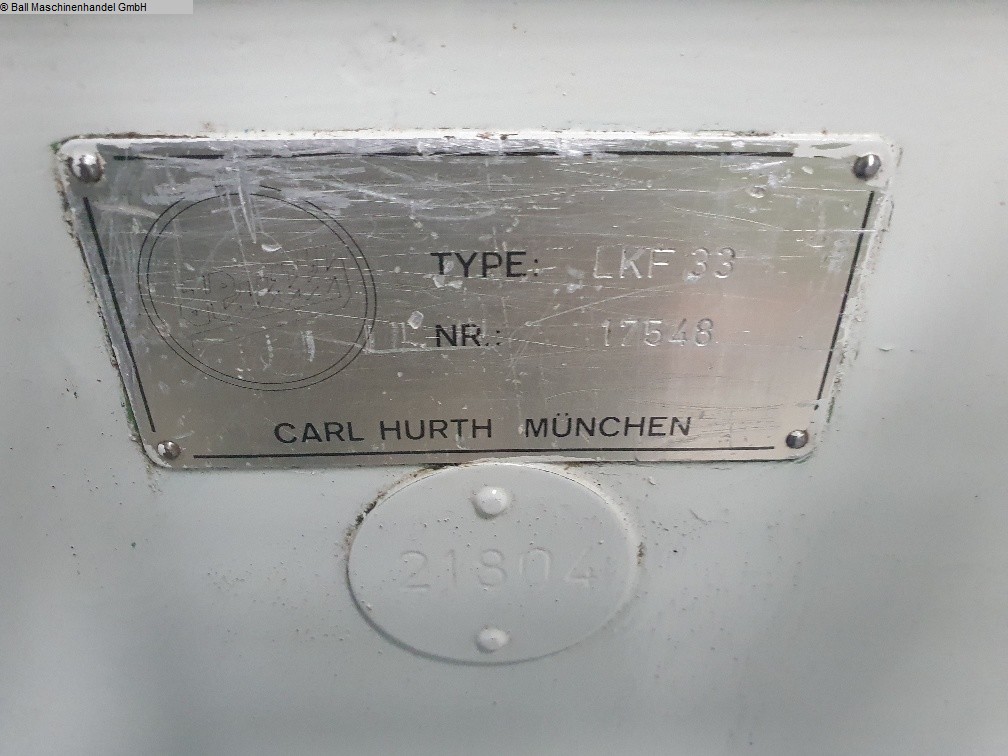 © Ball Maschinenhandel GmbH
TYPE: LKF 33
NR.: 17548
CARL HURTH MÜNCHEN
21804